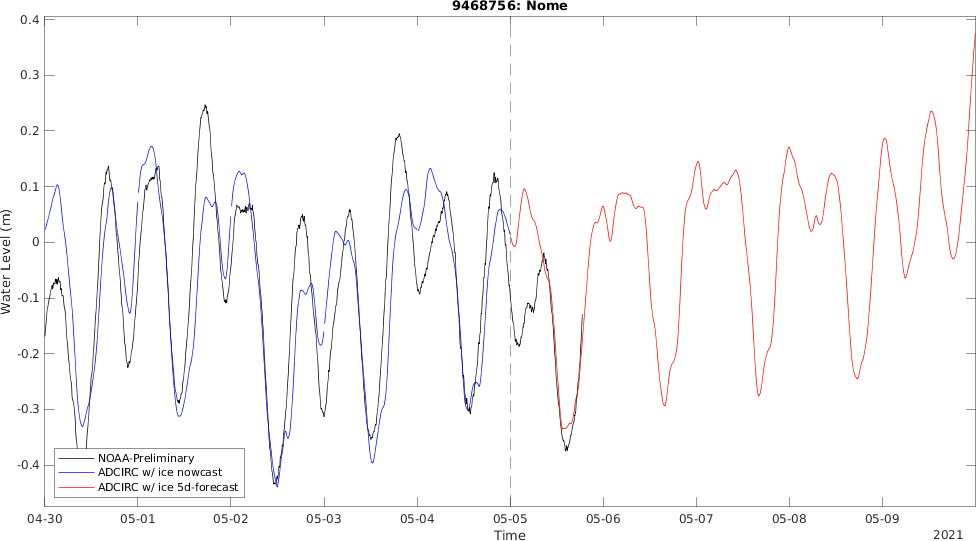 9468756: Nome
0.4
0.3
0.2
0.1
0
-0.1
-0.2
-0.3
-0.4
Water Level (m)
NOAA-Preliminary
ADCIRC w/ ice nowcast
ADCIRC w/ ice 5d-forecast
04-30 05-01 05-02 05-03 05-04 05-05 05-06 05-07 05-08 05-09
Time
2021